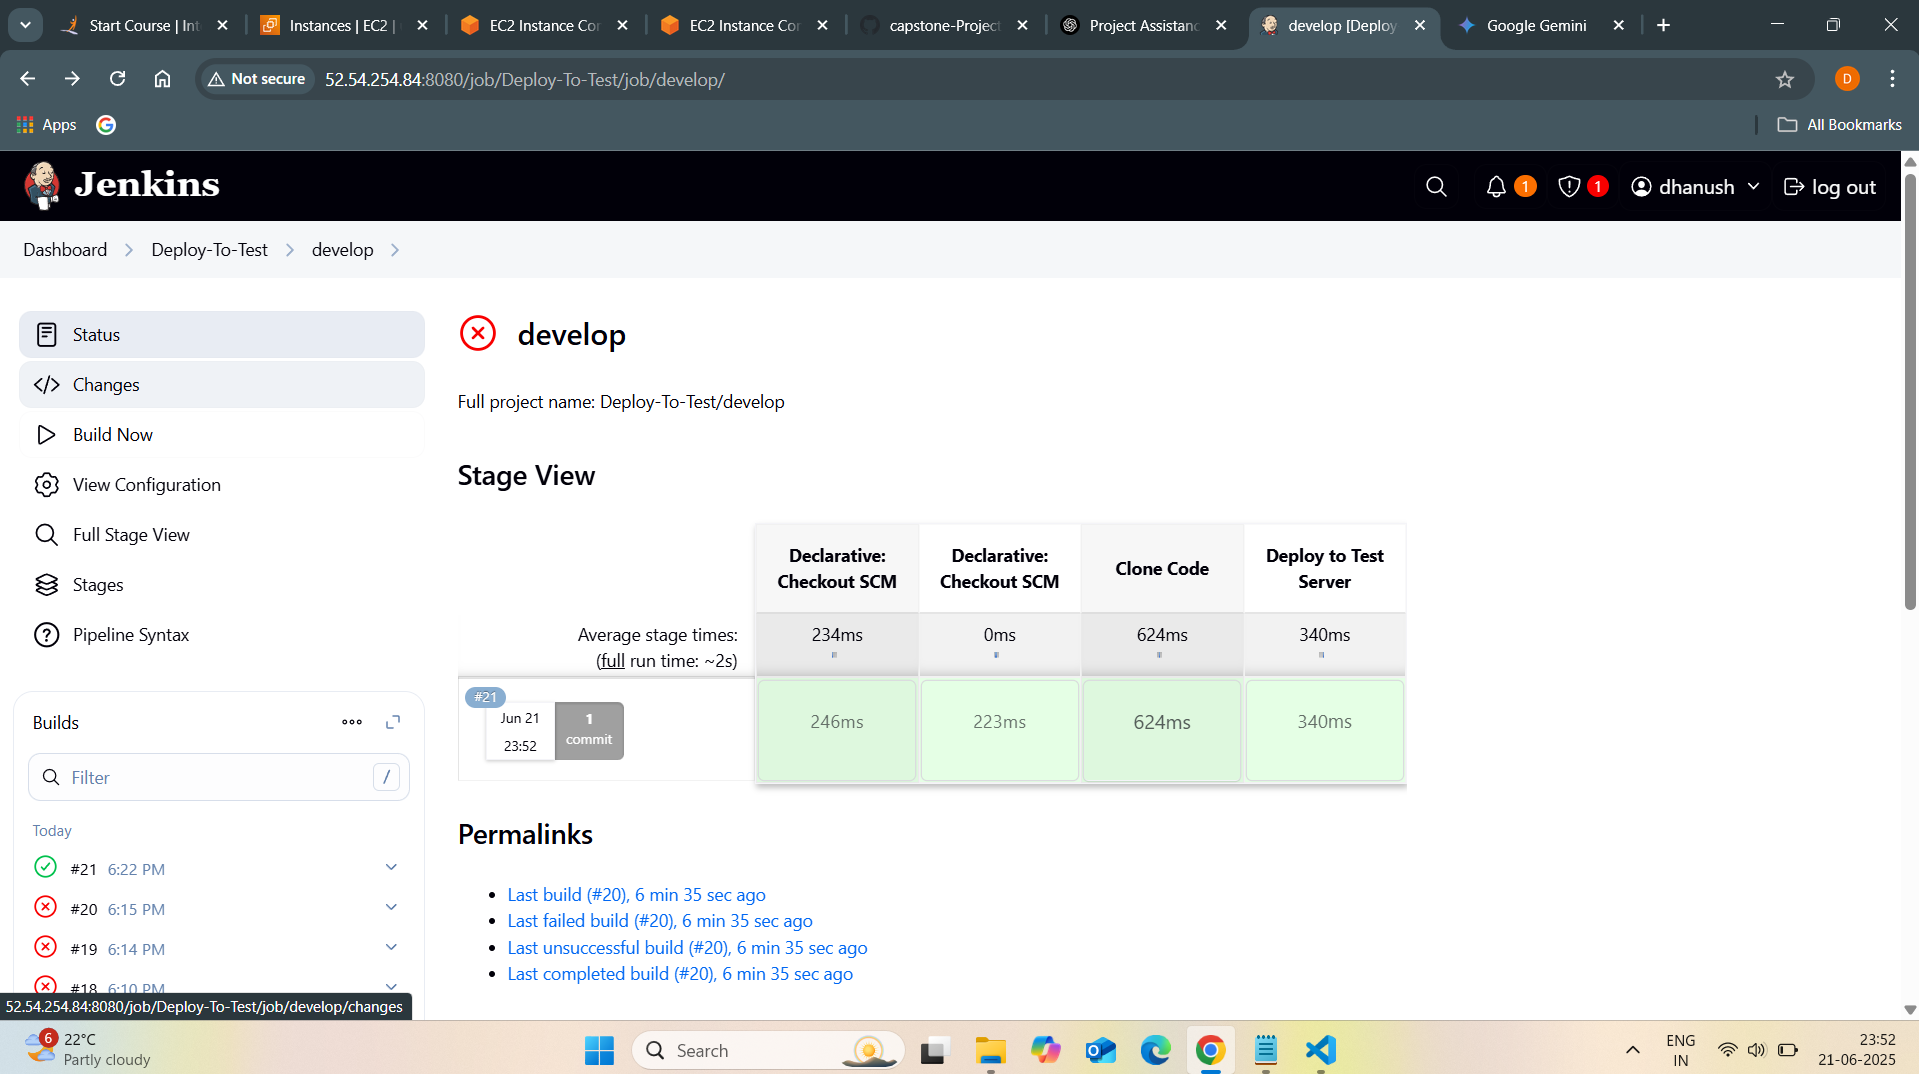 Start Course | Int
Instances | EC2 |
EC2 Instance Con
EC2 Instance Con
capstone-Project
Project Assistanc
develop [Deploy
Google Gemini
Not secure
52.54.254.84:8080/job/Deploy-To-Test/job/develop/
D
Apps
All Bookmarks
Jenkins
1
1
dhanush
log out
Dashboard
Deploy-To-Test
develop
Status
Changes
Build Now
View Configuration
Full Stage View
Stages
Pipeline Syntax
Builds
Filter
/
Today
#21 6:22 PM
#20 6:15 PM
#19 6:14 PM
#18 6:10 PM
52.54.254.84:8080/job/Deploy-To-Test/job/develop/changes
develop
Full project name: Deploy-To-Test/develop
Stage View
Declarative: Checkout SCM
Declarative: Checkout SCM
Clone Code
Deploy to Test Server
Average stage times:
(full run time: ~2s)
234ms
0ms
624ms
340ms
#21
Jun 21
23:52
1
commit
246ms
223ms
624ms
340ms
Permalinks
Last build (#20), 6 min 35 sec ago
Last failed build (#20), 6 min 35 sec ago
Last unsuccessful build (#20), 6 min 35 sec ago
Last completed build (#20), 6 min 35 sec ago
6
22°C
Partly cloudy
Search
ENG
IN
23:52
21-06-2025